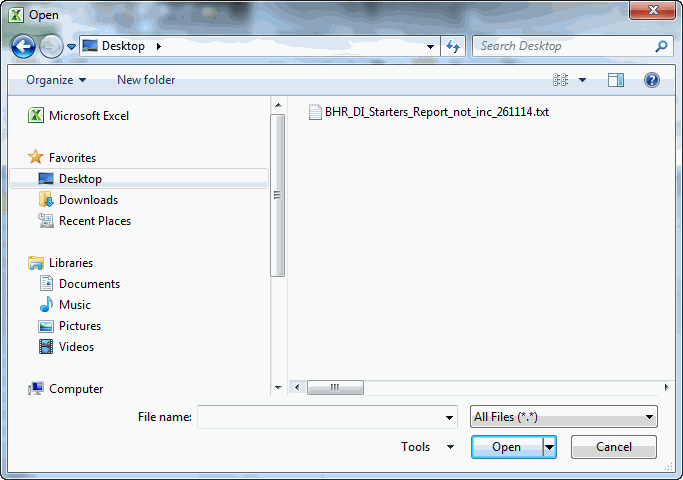 Open
Desktop
Search Desktop
Organize
New folder
Microsoft Excel
BHR_DI_Starters_Report_not_inc_261114.txt
Favorites
Desktop
Downloads
Recent Places
Libraries
Documents
Music
Pictures
Videos
Computer
File name:
All Files (*.*)
Tools
Open
Cancel